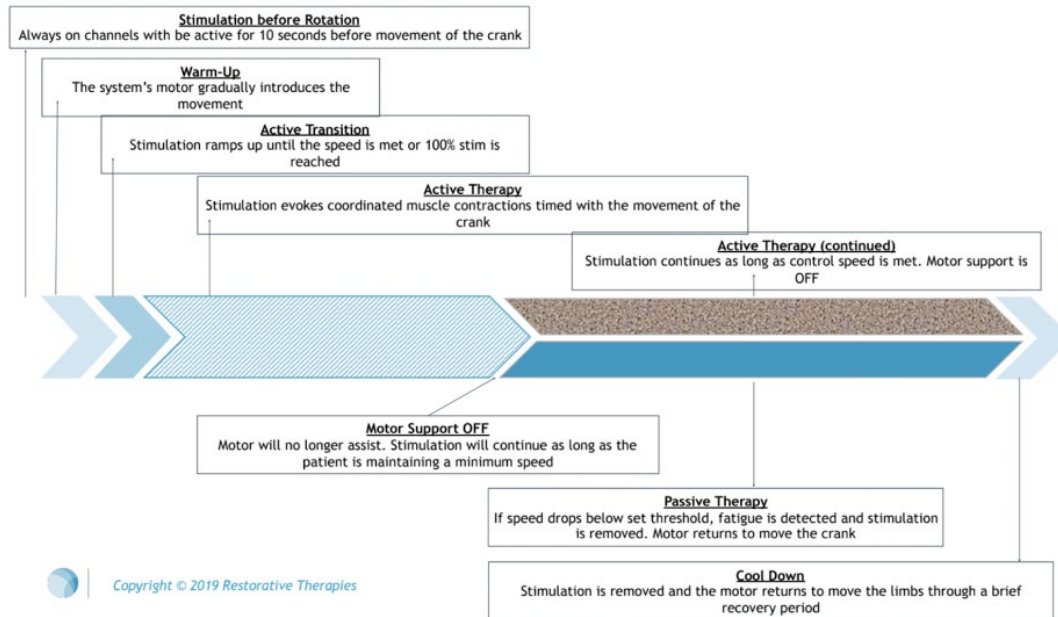 Stimulation before Rotation
Always on channels with be active for 10 seconds before movement of the crank
Warm-Up
The system's motor gradually introduces the
movement
Active Transition
Stimulation ramps up until the speed is met or 100% stim is
reached
Active Therapy
Stimulation evokes coordinated muscle contractions timed with the movement of the
crank
Active Therapy (continued)
Stimulation continues as long as control speed is met. Motor support is
OFF
Motor Support OFF
Motor will no longer assist. Stimulation will continue as long as the
patient is maintaining a minimum speed
Passive Therapy
If speed drops below set threshold, fatigue is detected and stimulation
is removed. Motor returns to move the crank
Cool Down
Stimulation is removed and the motor returns to move the limbs through a brief
recovery period
Copyright © 2019 Restorative Therapies